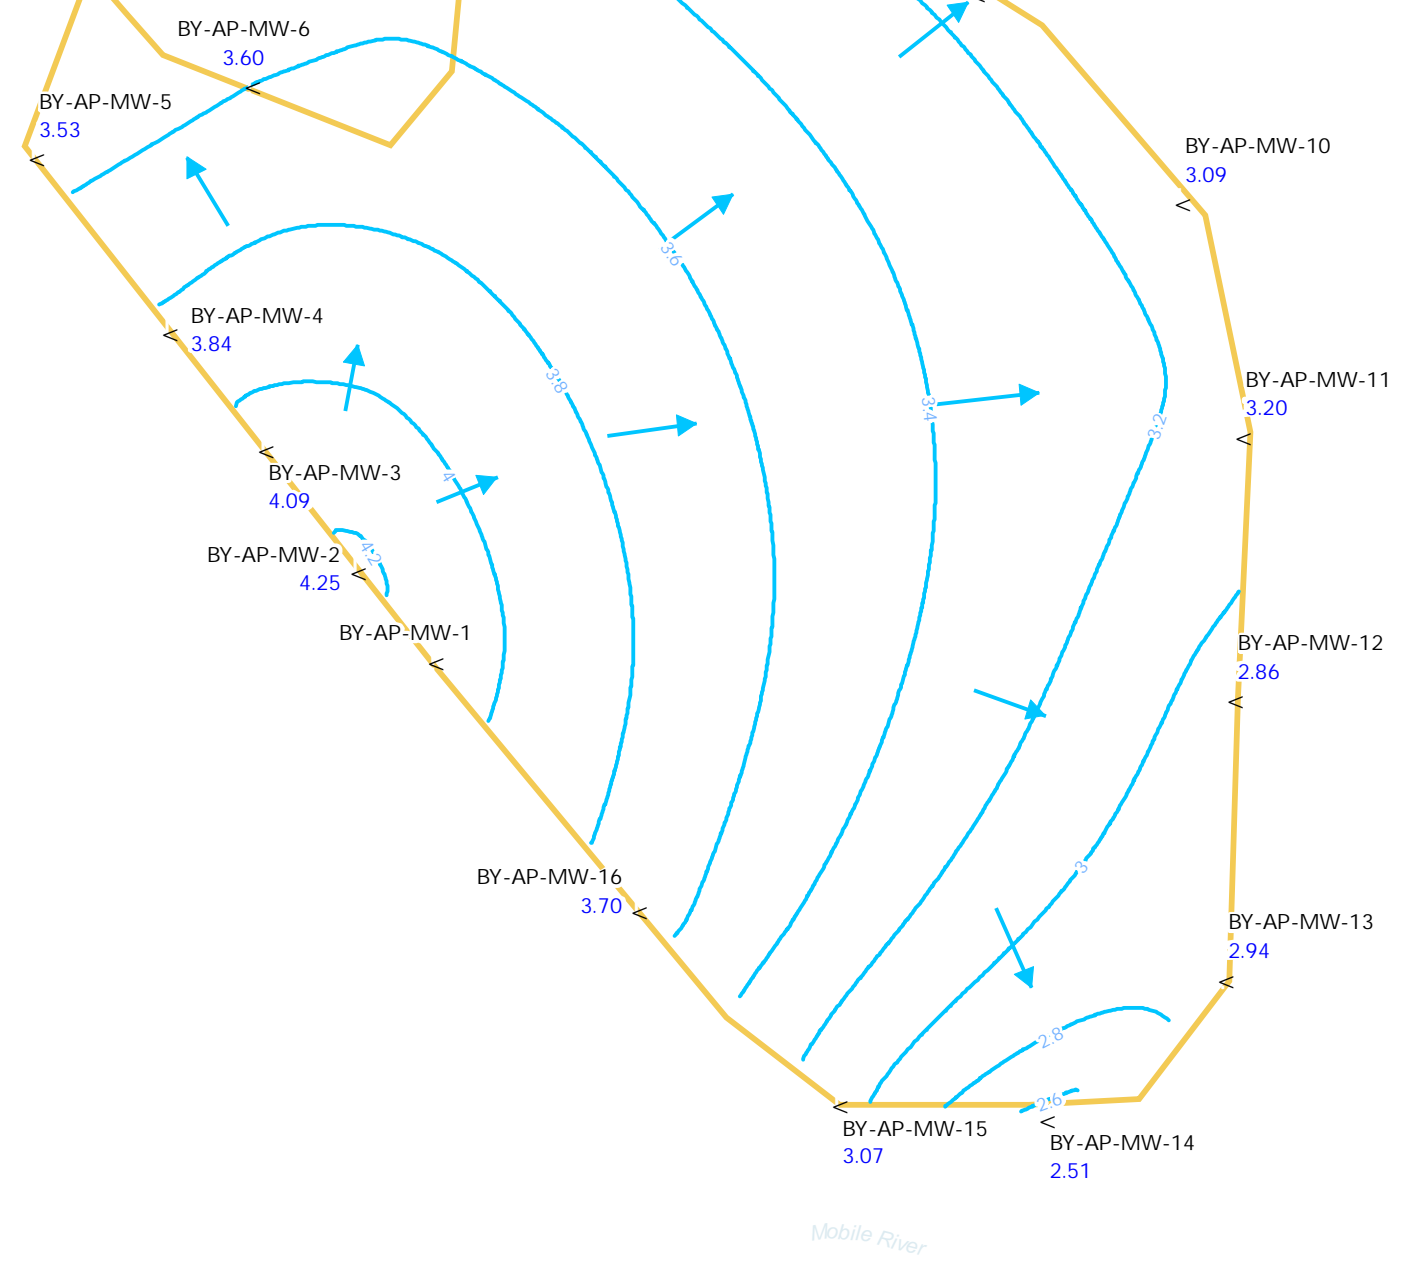 BY-AP-MW-6
3.60
BY-AP-MW-5
3.53
BY-AP-MW-10
3.09
3.6
BY-AP-MW-4
3.84
3.8
BY-AP-MW-11
3.20
3.4
3.2
BY-AP-MW-3
4.09
4
BY-AP-MW-2
4.25
4.2
BY-AP-MW-1
BY-AP-MW-12
2.86
BY-AP-MW-16
3.70
3
BY-AP-MW-13
2.94
2.8
2.6
BY-AP-MW-15
3.07
BY-AP-MW-14
2.51
Mobile River